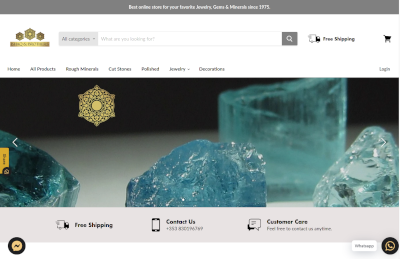 Best online store for your favorite Jewelry, Gems & Minerals since 1975.
All categories
What are you looking for?
Free Shipping
Home
All Products
Rough Minerals
Cut Stones
Polished
Jewelry
Decorations
Login
Free Shipping
Contact Us
Customer Care
+353 830196769
Feel free to contact us anytime.
Whatsapp